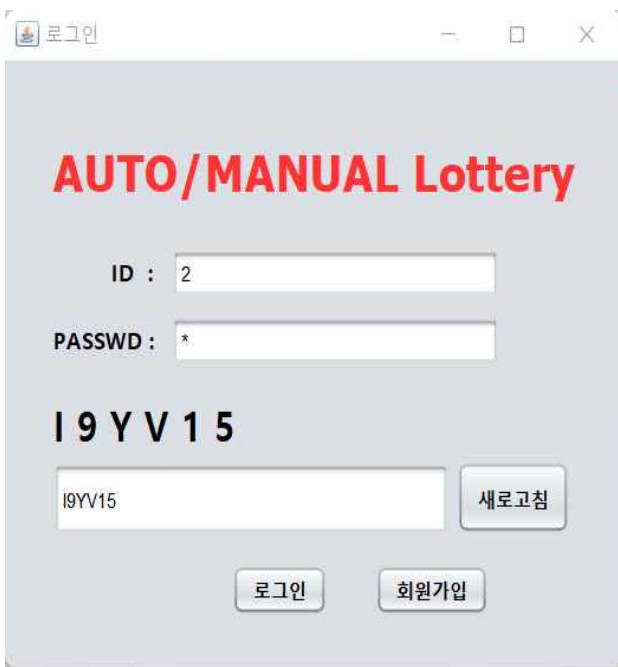 로그인
AUTO/MANUAL Lottery
ID : 2
PASSWD : *
I 9 Y V 1 5
I9YV15 새로고침
로그인 회원가입